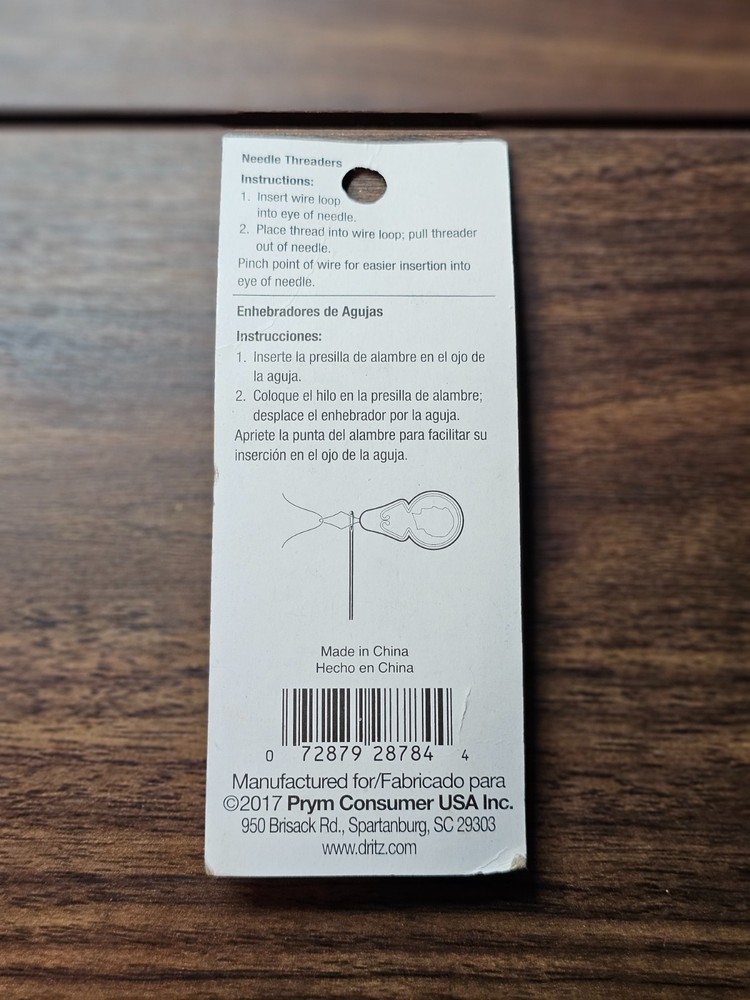 Needle Threaders
Instructions:
1. Insert wire loop
into eye of needle.
2. Place thread into wire loop; pull threader
out of needle.
Pinch point of wire for easier insertion into
eye of needle.
Enhebradores de Agujas
Instrucciones:
1. Inserte la presilla de alambre en el ojo de
la aguja.
2. Coloque el hilo en la presilla de alambre;
desplace el enhebrador por la aguja.
Apriete la punta del alambre para facilitar su
inserción en el ojo de la aguja.
Made in China
Hecho en China
0 72879 28784 4
Manufactured for/Fabricado para
©2017 Prym Consumer USA Inc.
950 Brisack Rd., Spartanburg, SC 29303
www.dritz.com